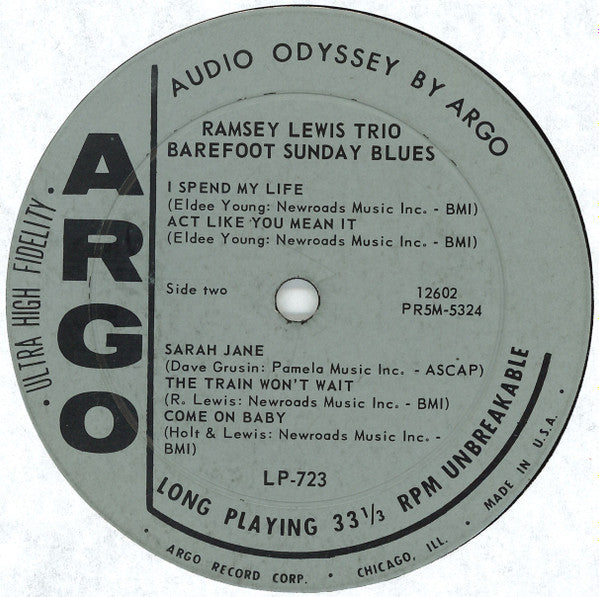 AUDIO ODYSSEY BY ARGO
ARGO
· ULTRA HIGH FIDELITY ·
RAMSEY LEWIS TRIO
BAREFOOT SUNDAY BLUES
I SPEND MY LIFE
(Eldee Young: Newroads Music Inc. - BMI)
ACT LIKE YOU MEAN IT
(Eldee Young: Newroads Music Inc. - BMI)
Side two
12602
PR5M-5324
SARAH JANE
(Dave Grusin: Pamela Music Inc. - ASCAP)
THE TRAIN WON'T WAIT
(R. Lewis: Newroads Music Inc. - BMI)
COME ON BABY
(Holt & Lewis: Newroads Music Inc. -
BMI)
LP-723
LONG PLAYING 33 1/3 RPM UNBREAKABLE
· ARGO RECORD CORP. · CHICAGO, ILL. · MADE IN U.S.A. ·